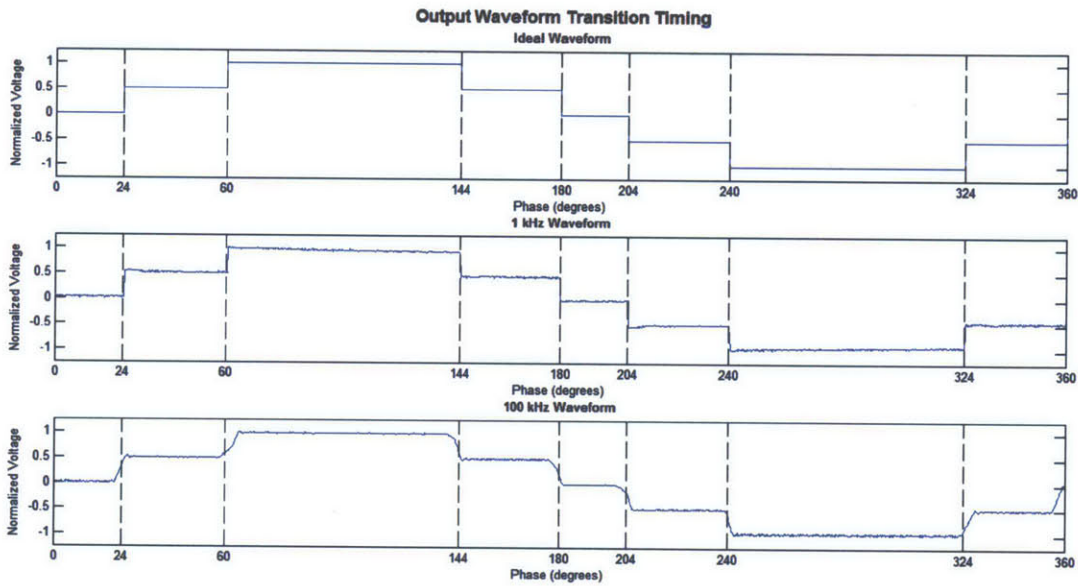 Output Waveform Transition Timing
Ideal Waveform
Normalized Voltage
1
0.5
0
-0.5
-1
0 24 60 144 180 204 240 324 360
Phase (degrees)
1 kHz Waveform
Normalized Voltage
1
0.5
0
-0.5
-1
0 24 60 144 180 204 240 324 360
Phase (degrees)
100 kHz Waveform
Normalized Voltage
1
0.5
0
-0.5
-1
0 24 60 144 180 204 240 324 360
Phase (degrees)